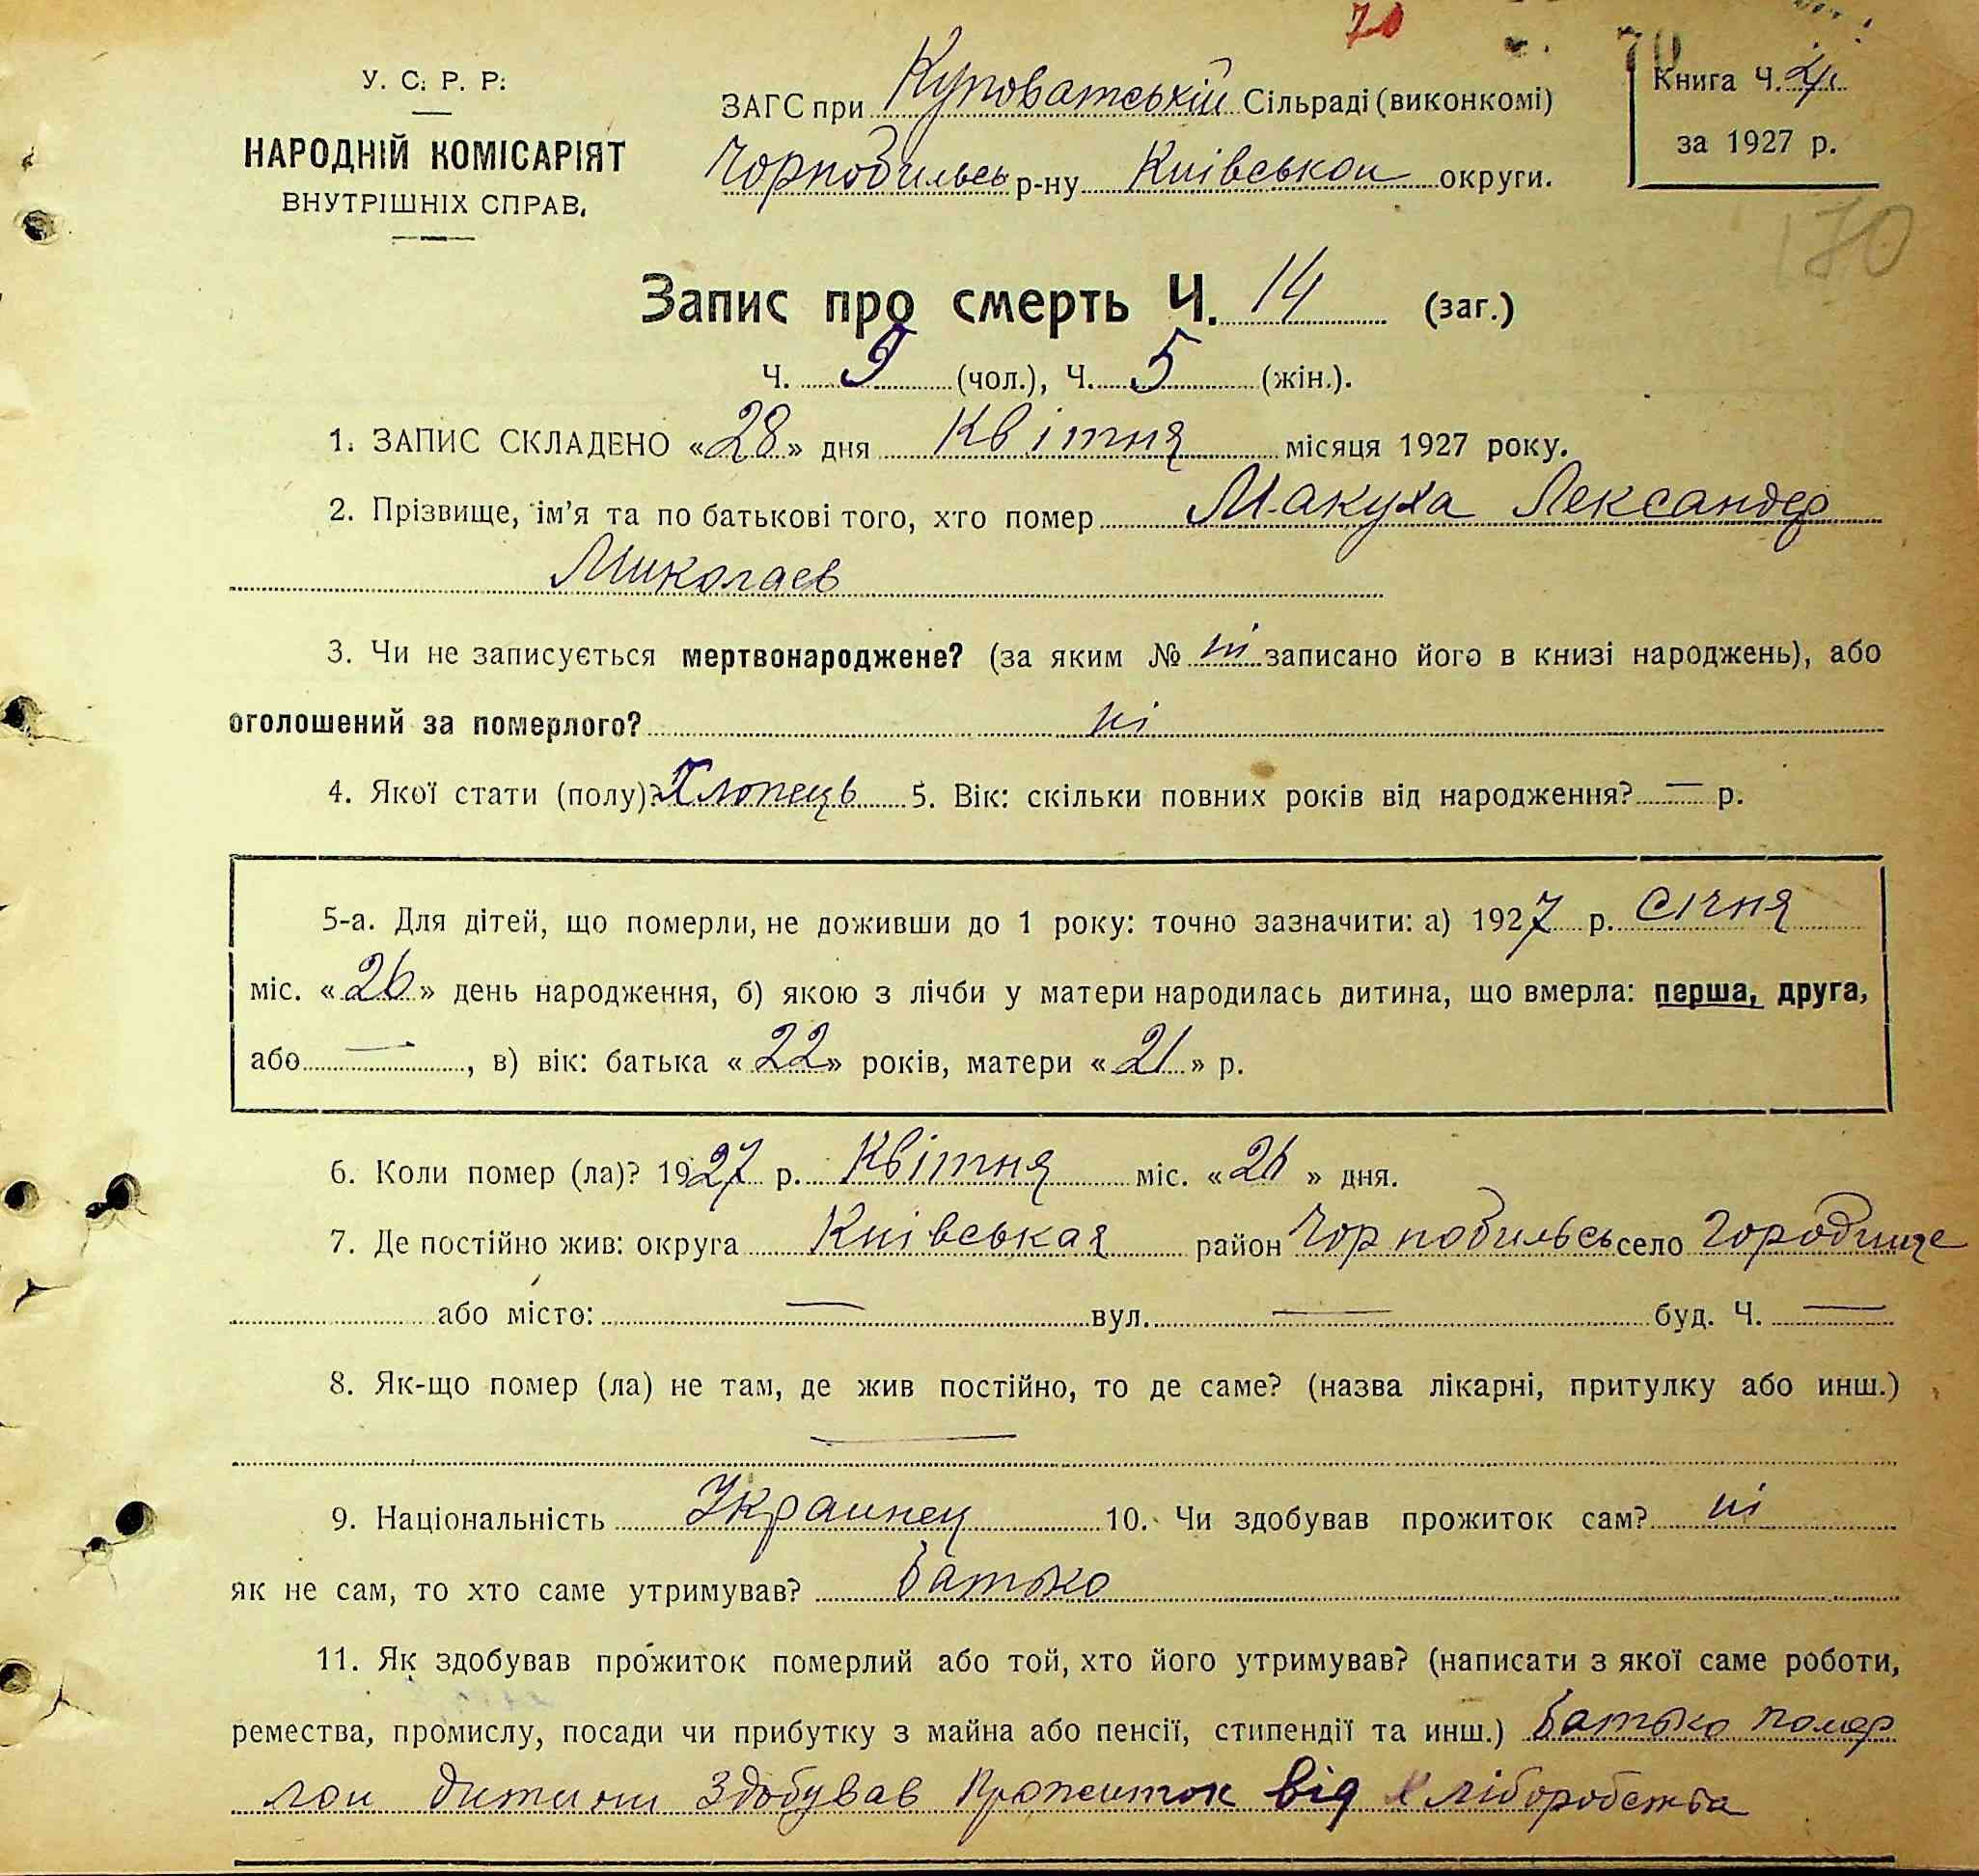 70
У. С. Р. Р.
НАРОДНІЙ КОМІСАРІЯТ
ВНУТРІШНІХ СПРАВ.
ЗАГС при Куповатській Сільраді (виконкомі)
Чорнобильсь р-ну Київськои округи.
70
Книга Ч. 4
за 1927 р.
170
Запис про смерть Ч. 14 (заг.)
Ч. 9 (чол.), Ч. 5 (жін.).
1. ЗАПИС СКЛАДЕНО «28» дня Квітня місяця 1927 року.
2. Прізвище, ім'я та по батькові того, хто помер Макуха Лександер
Миколаєв
3. Чи не записується мертвонароджене? (за яким № ні записано його в книзі народжень), або
оголошений за померлого? ні
4. Якої стати (полу)? Хлопець 5. Вік: скільки повних років від народження? — р.
5-а. Для дітей, що померли, не доживши до 1 року: точно зазначити: а) 1927 р. Січня
міс. «26» день народження, б) якою з лічби у матери народилась дитина, що вмерла: перша, друга,
або —, в) вік: батька «22» років, матери «21» р.
6. Коли помер (ла)? 1927 р. Квітня міс. «26» дня.
7. Де постійно жив: округа Київськая район Чорнобильсь село Городище
або місто: — вул. — буд. Ч. —
8. Як-що помер (ла) не там, де жив постійно, то де саме? (назва лікарні, притулку або инш.)
—
9. Національність Украинец 10. Чи здобував прожиток сам? ні
як не сам, то хто саме утримував? Батько
11. Як здобував прожиток померлий або той, хто його утримував? (написати з якої саме роботи,
ремества, промислу, посади чи прибутку з майна або пенсії, стипендії та инш.) Батько помер
лои дитини Здобував Прожиток від Хліборобства